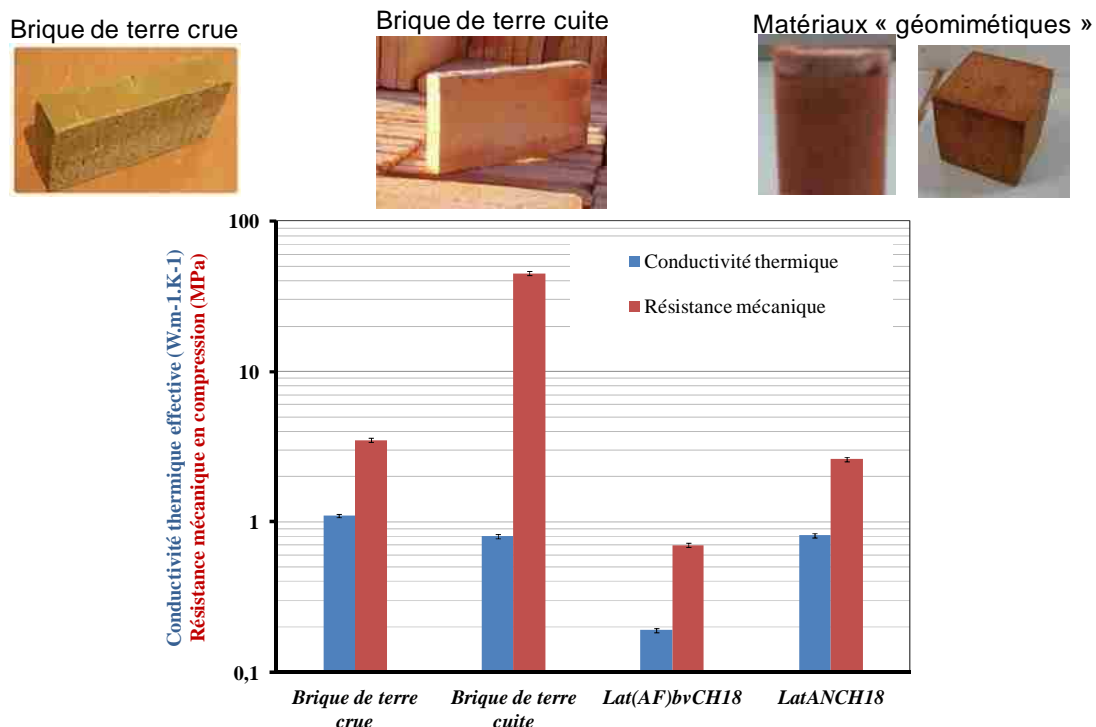 Brique de terre crue
Brique de terre cuite
Matériaux « géomimétiques »
Conductivité thermique effective (W.m-1.K-1)
Résistance mécanique en compression (MPa)
100
10
1
0,1
Conductivité thermique
Résistance mécanique
Brique de terre
crue
Brique de terre
cuite
Lat(AF)bvCH18
LatANCH18